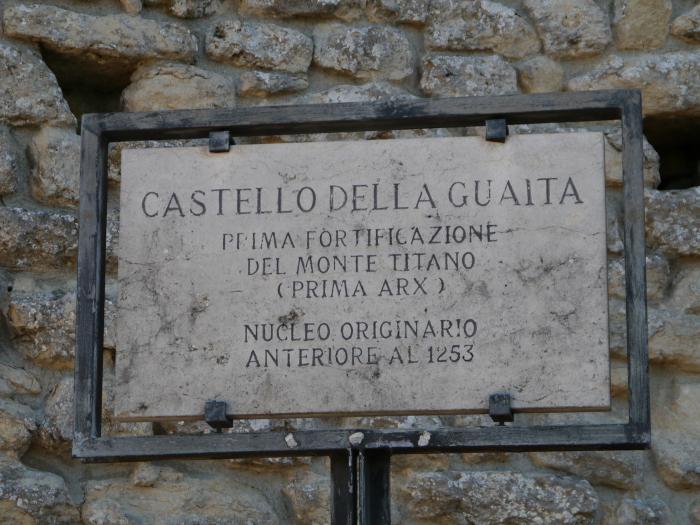 CASTELLO DELLA GUAITA
PRIMA FORTIFICAZIONE
DEL MONTE TITANO
(PRIMA ARX)
NUCLEO ORIGINARIO
ANTERIORE AL 1253